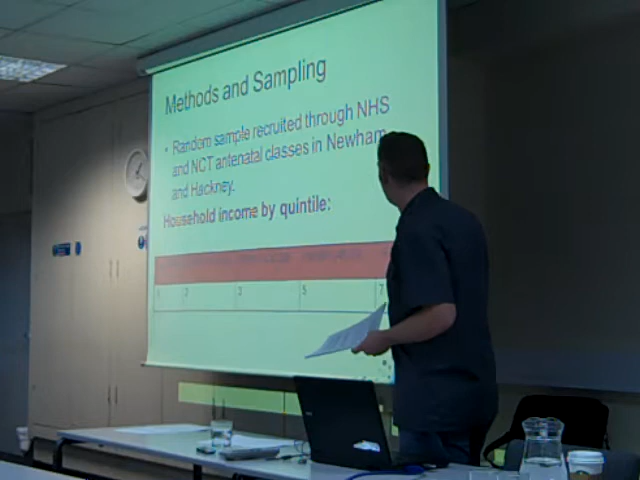 Methods and Sampling
• Random sample recruited through NHS
and NCT antenatal classes in Newham
and Hackney.
Household income by quintile:
1 2 3 5 7